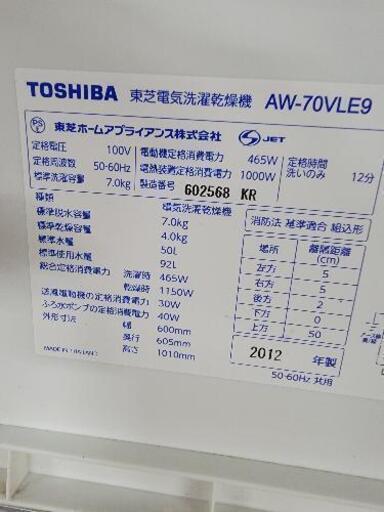 TOSHIBA 東芝電気洗濯乾燥機 AW-70VLE9
PS E 東芝ホームアプライアンス株式会社 S-JET
定格電圧 100V 電動機定格消費電力 465W 定格時間
定格周波数 50-60Hz 電熱装置定格消費電力 1000W 洗いのみ 12分
標準洗濯容量 7.0kg 製造番号 602568 KR
種類 電気洗濯乾燥機
標準脱水容量 7.0kg 消防法 基準適合 組込形
標準乾燥容量 4.0kg 場所 離隔距離(cm)
標準水量 50L 左方 5
標準使用水量 92L 右方 5
総合定格消費電力 洗濯時 465W 後方 2
乾燥時 1150W 下方 0
送風電動機の定格消費電力 30W 上方 50
ふろ水ポンプの定格消費電力 40W
外形寸法 幅 600mm
奥行 605mm 2012 年製
高さ 1010mm 50-60Hz 共用
MADE IN THAILAND